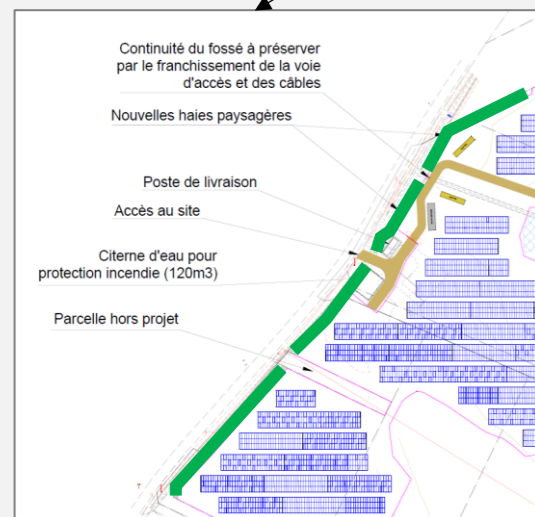 Continuité du fossé à préserver
par le franchissement de la voie
d'accès et des câbles
Nouvelles haies paysagères
Poste de livraison
Accès au site
Citerne d'eau pour
protection incendie (120m3)
Parcelle hors projet